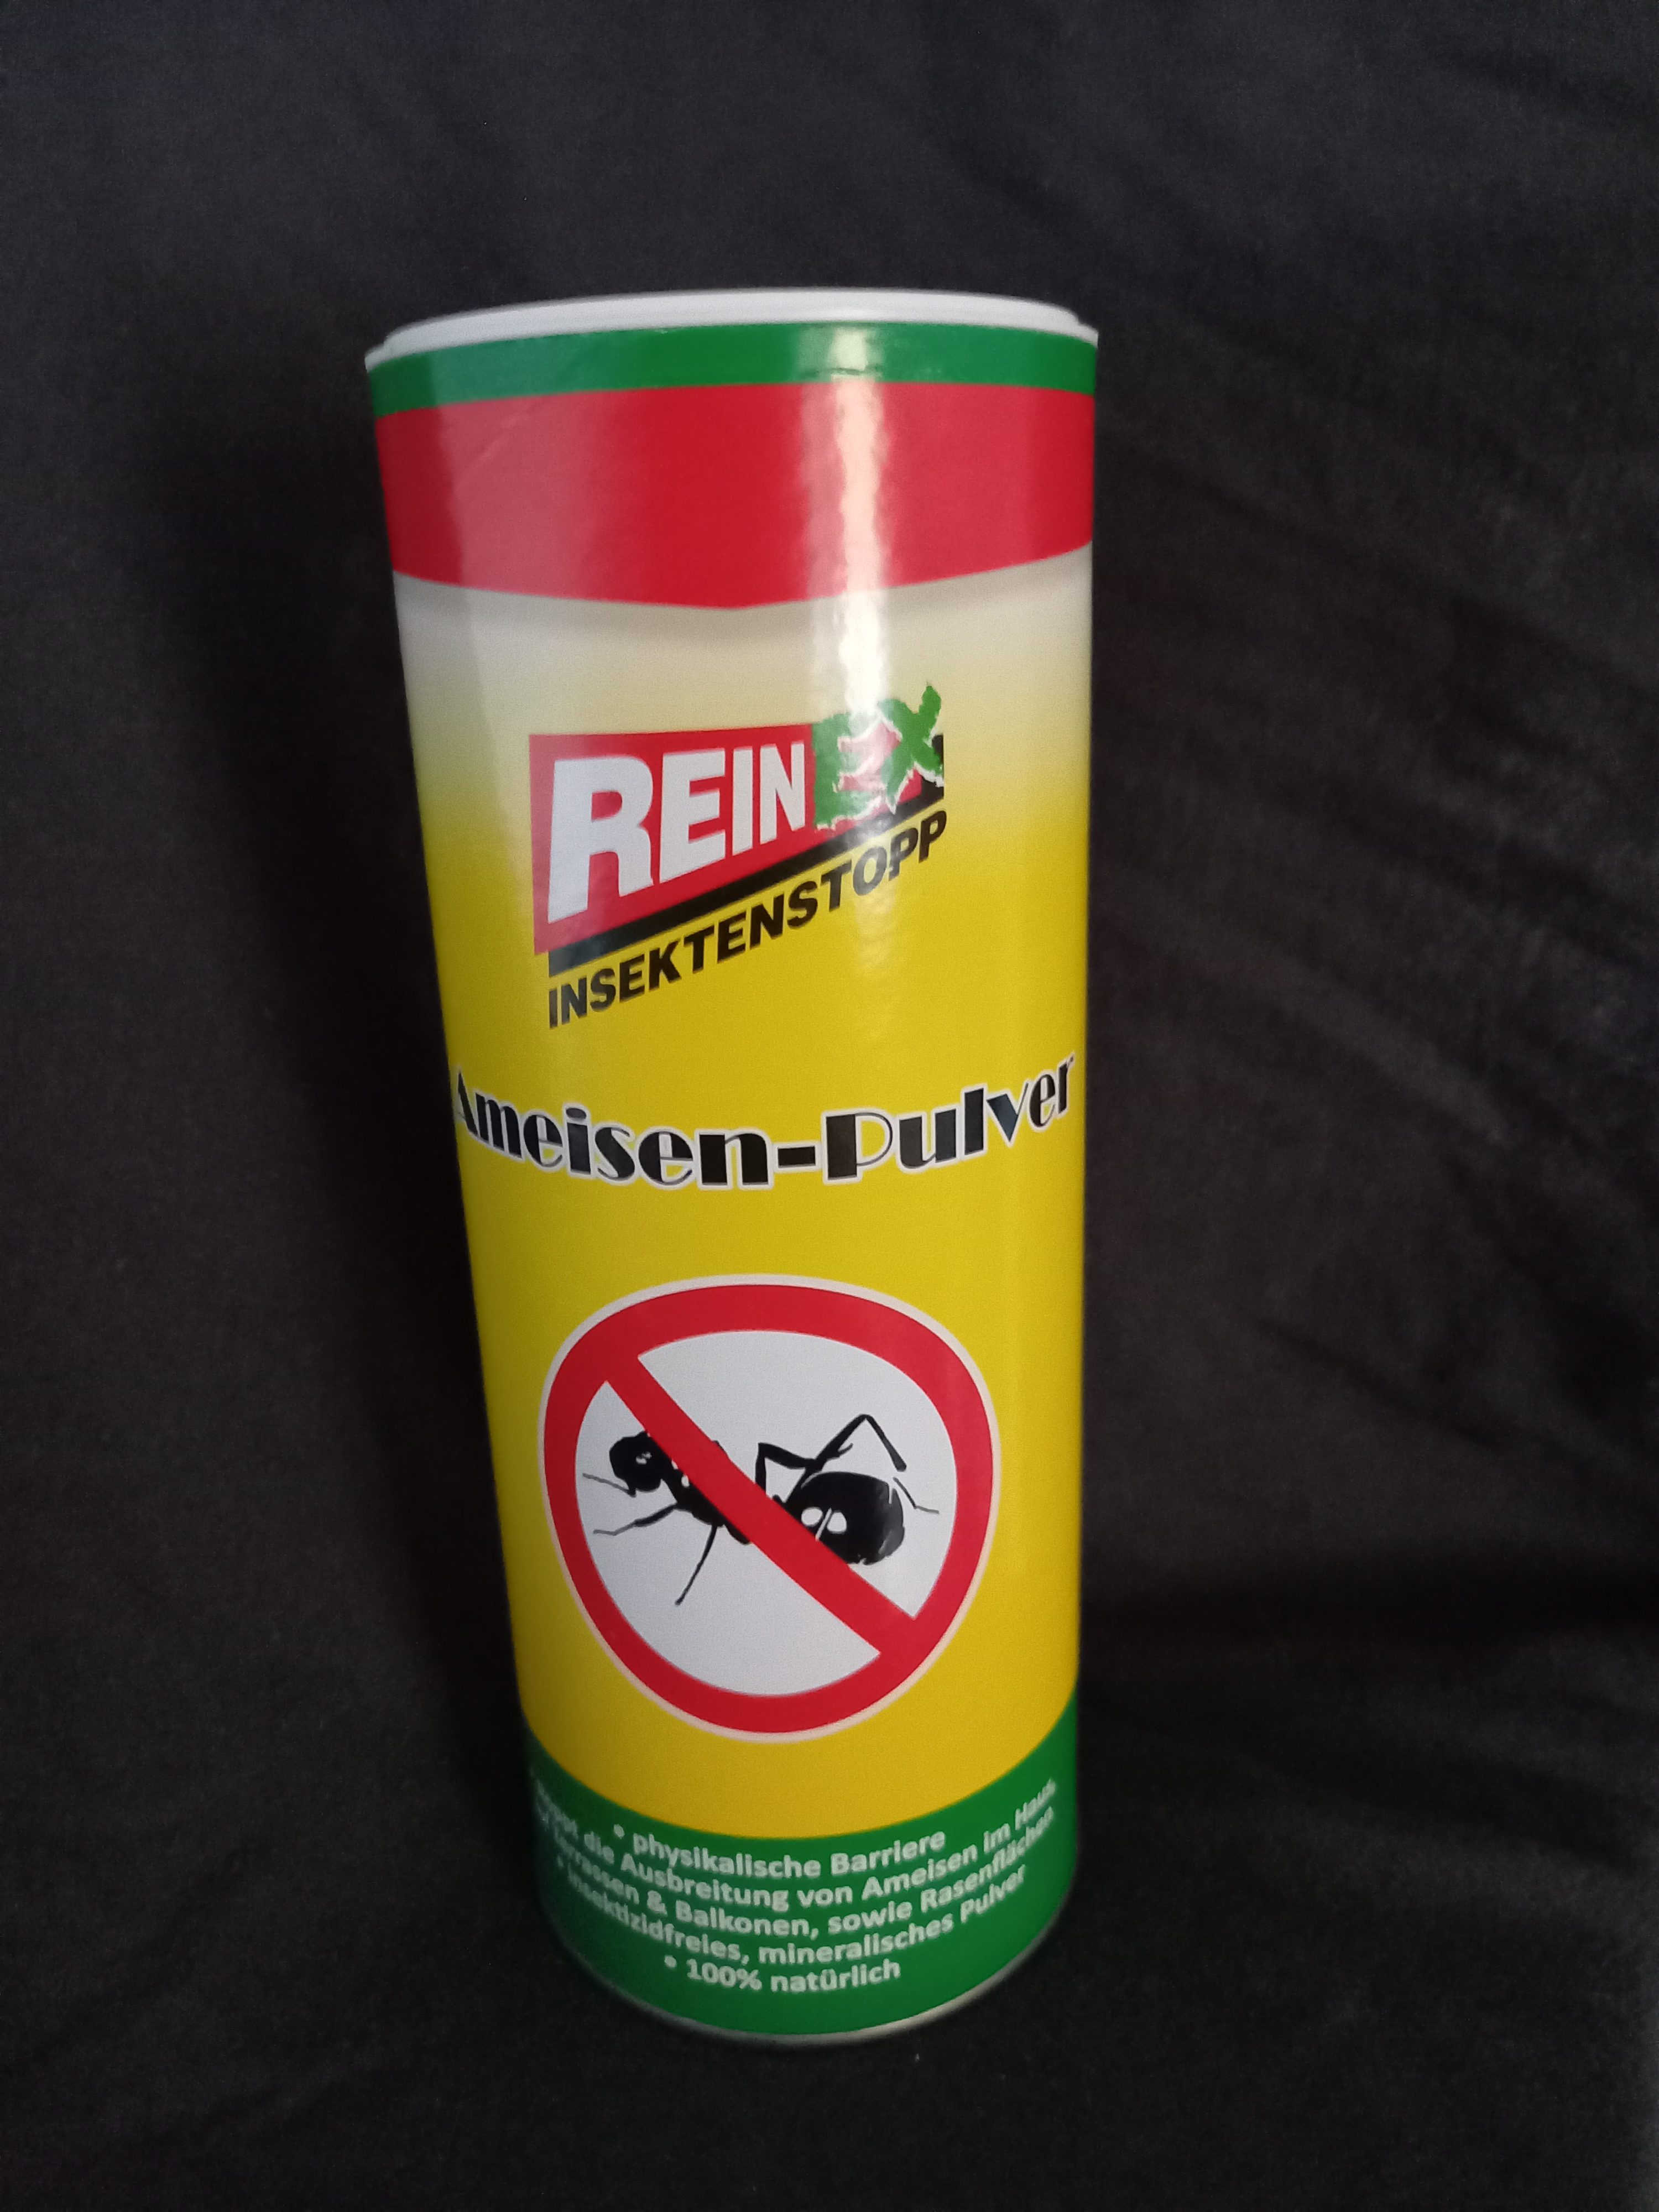 REINEX
INSEKTENSTOPP
Ameisen-Pulver
• physikalische Barriere
die Ausbreitung von Ameisen im Haus,
Terrassen & Balkonen, sowie Rasenflächen
• insektizidfreies, mineralisches Pulver
• 100% natürlich